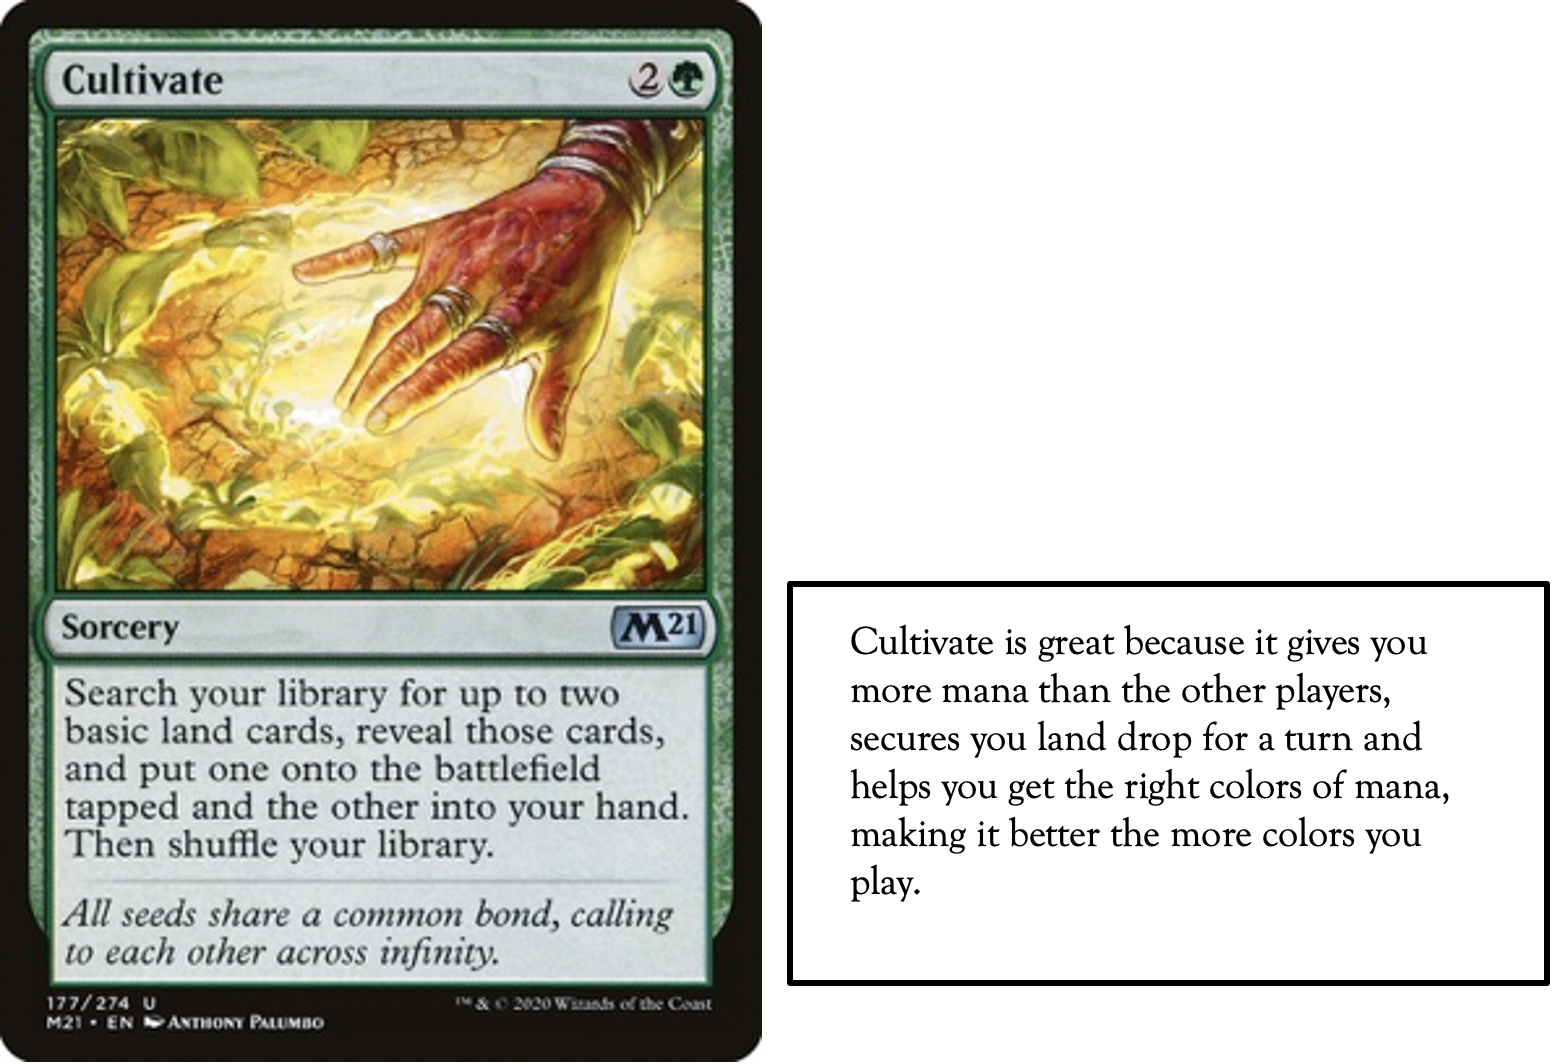 Cultivate 2
Sorcery M21
Search your library for up to two
basic land cards, reveal those cards,
and put one onto the battlefield
tapped and the other into your hand.
Then shuffle your library.
All seeds share a common bond, calling
to each other across infinity.
177/274 U
M21 • EN Anthony Palumbo
™ & © 2020 Wizards of the Coast
Cultivate is great because it gives you
more mana than the other players,
secures you land drop for a turn and
helps you get the right colors of mana,
making it better the more colors you
play.